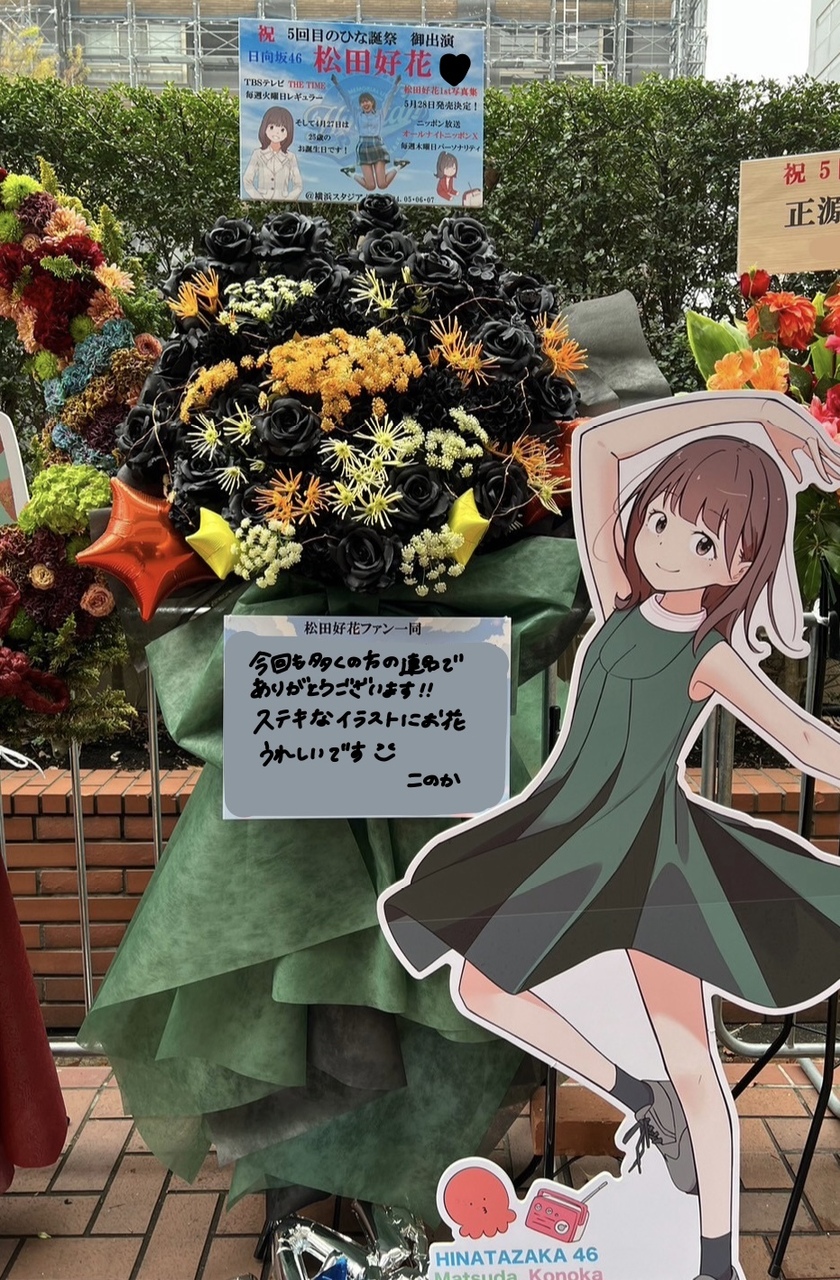 祝 5回目のひな誕祭 御出演
日向坂46 松田好花
TBSテレビ THE TIME
毎週火曜日レギュラー
そして4月27日は
25歳の
お誕生日です！
松田好花1st写真集
5月28日発売決定！
ニッポン放送
オールナイトニッポンX
毎週木曜日パーソナリティ
@横浜スタジア
05・06・07
祝 5
正源
松田好花ファン一同
今回も多くの方の連名で
ありがとうございます!!
ステキなイラストにお花
うれしいです
このか
HINATAZAKA 46
Matsuda Konoka